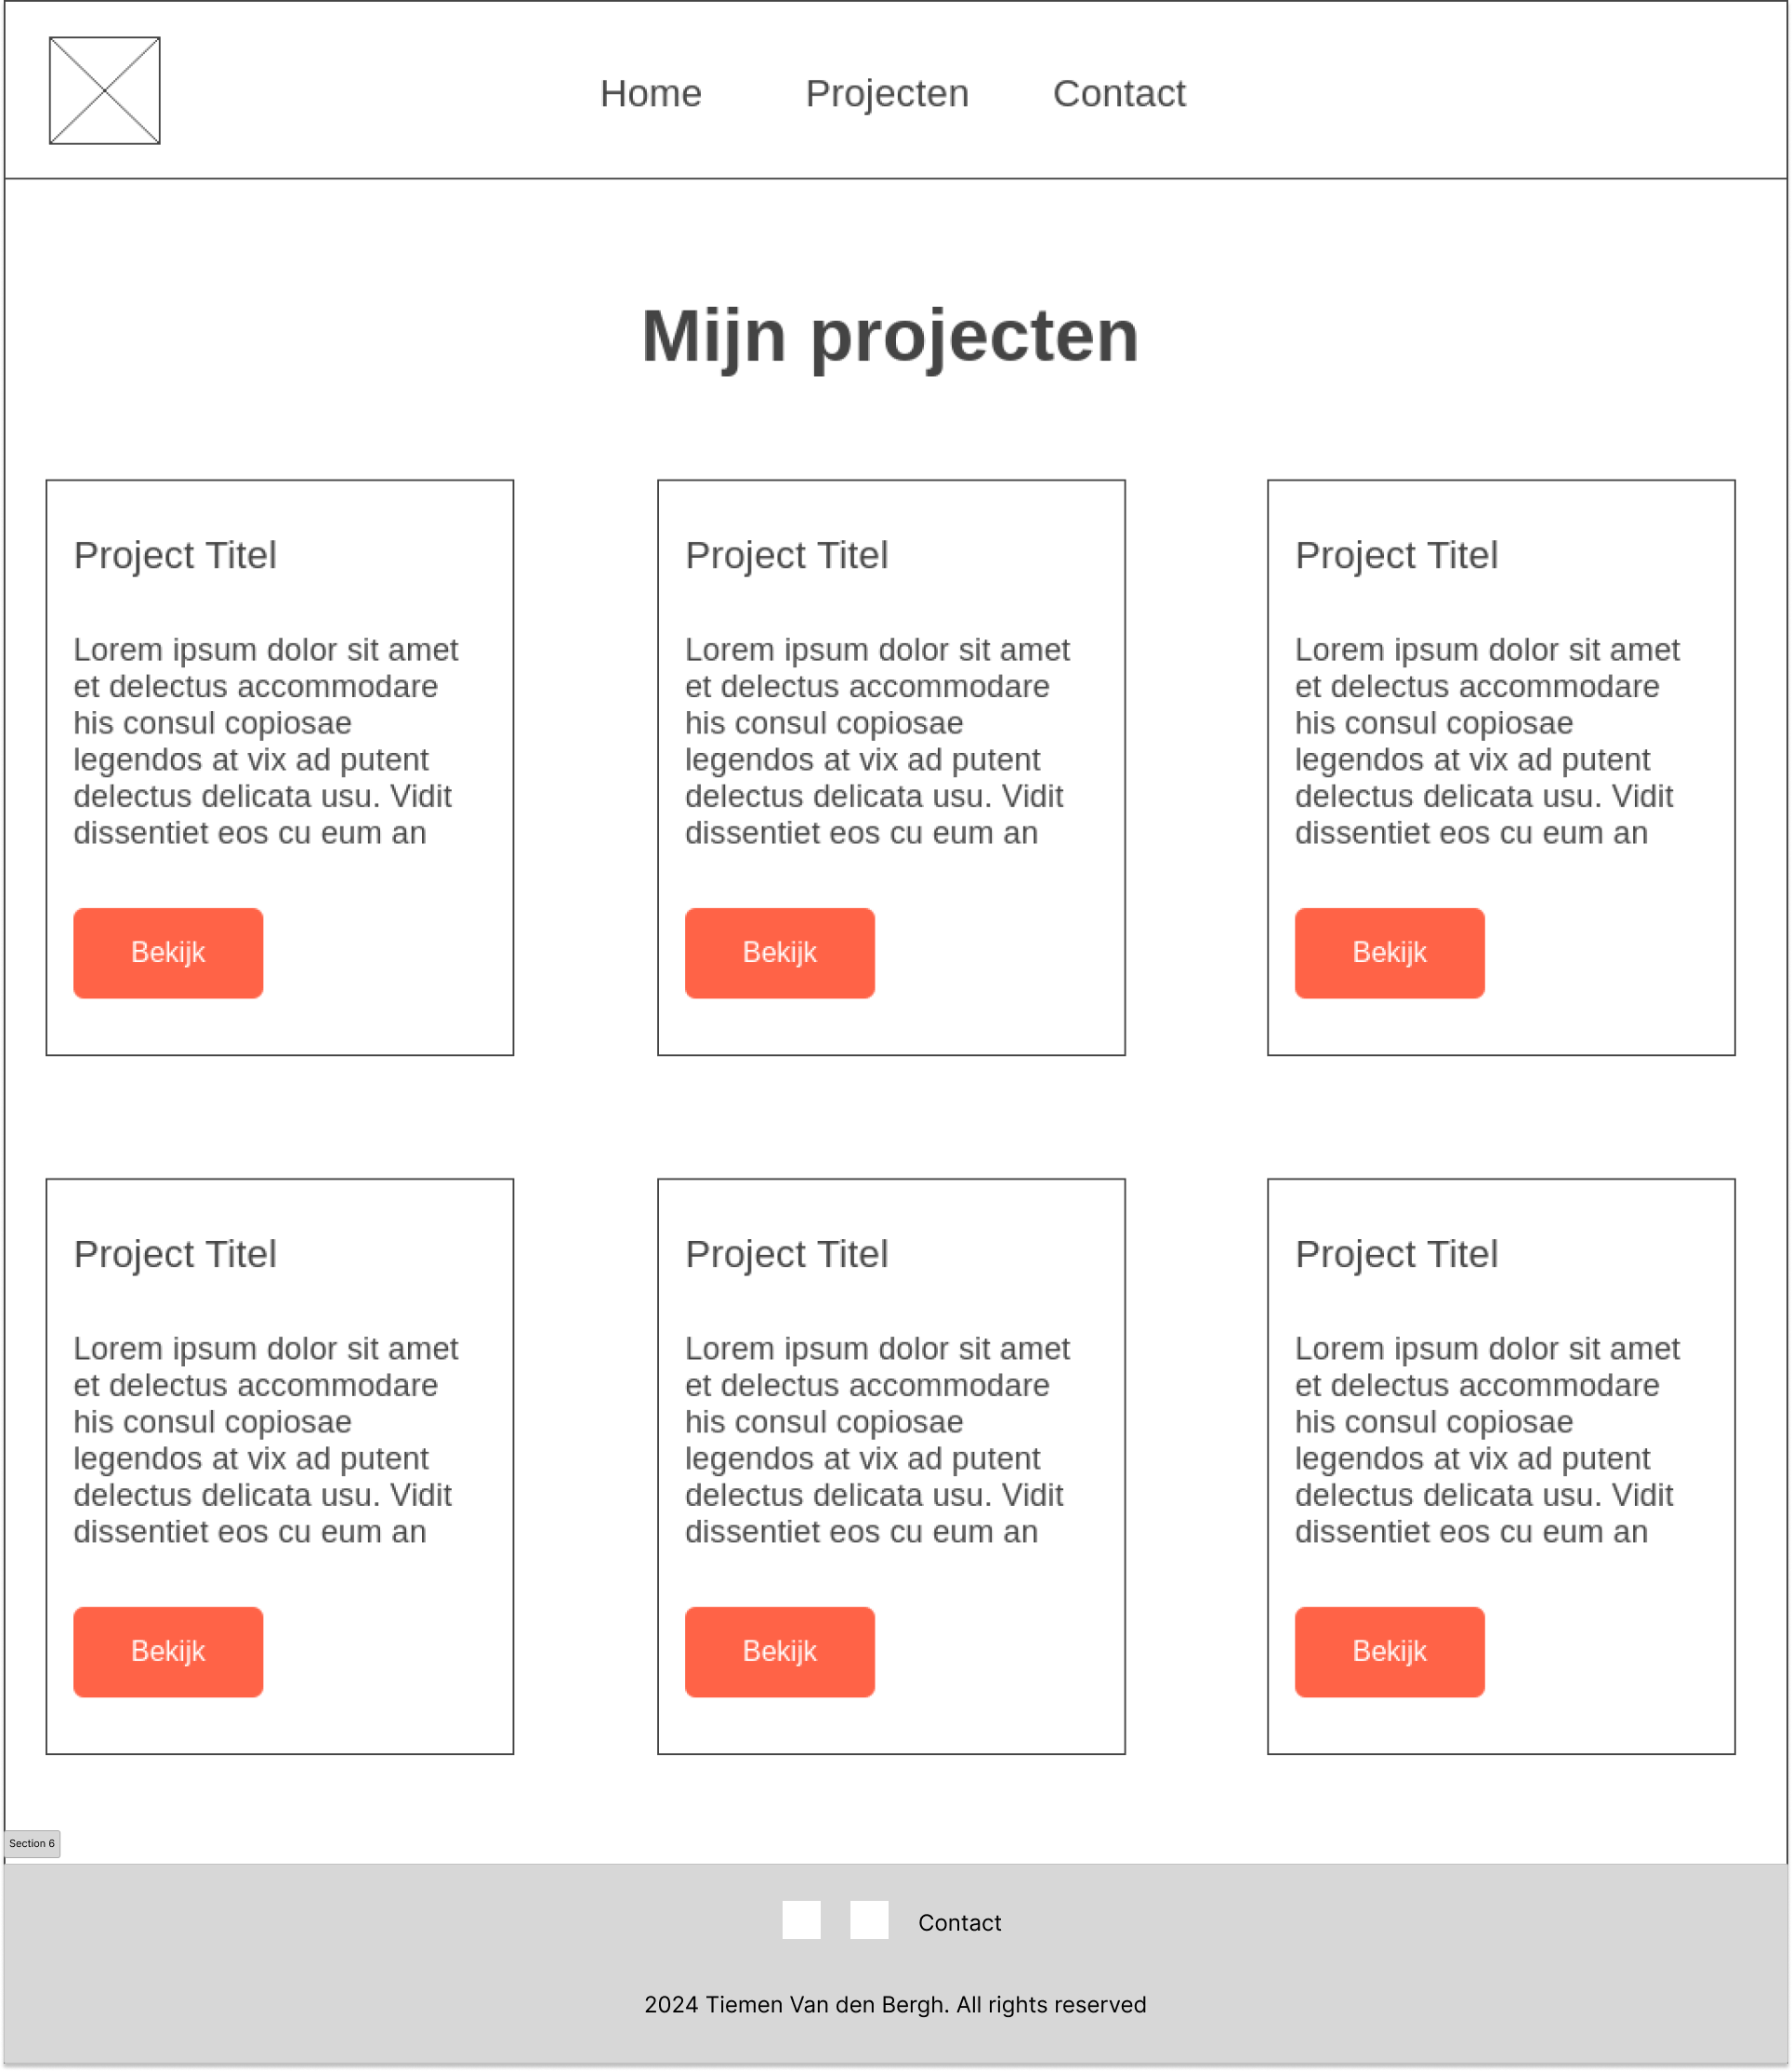 Home Projecten Contact
Mijn projecten
Project Titel
Lorem ipsum dolor sit amet
et delectus accommodare
his consul copiosae
legendos at vix ad putent
delectus delicata usu. Vidit
dissentiet eos cu eum an
Bekijk
Project Titel
Lorem ipsum dolor sit amet
et delectus accommodare
his consul copiosae
legendos at vix ad putent
delectus delicata usu. Vidit
dissentiet eos cu eum an
Bekijk
Project Titel
Lorem ipsum dolor sit amet
et delectus accommodare
his consul copiosae
legendos at vix ad putent
delectus delicata usu. Vidit
dissentiet eos cu eum an
Bekijk
Project Titel
Lorem ipsum dolor sit amet
et delectus accommodare
his consul copiosae
legendos at vix ad putent
delectus delicata usu. Vidit
dissentiet eos cu eum an
Bekijk
Project Titel
Lorem ipsum dolor sit amet
et delectus accommodare
his consul copiosae
legendos at vix ad putent
delectus delicata usu. Vidit
dissentiet eos cu eum an
Bekijk
Project Titel
Lorem ipsum dolor sit amet
et delectus accommodare
his consul copiosae
legendos at vix ad putent
delectus delicata usu. Vidit
dissentiet eos cu eum an
Bekijk
Section 6
Contact
2024 Tiemen Van den Bergh. All rights reserved